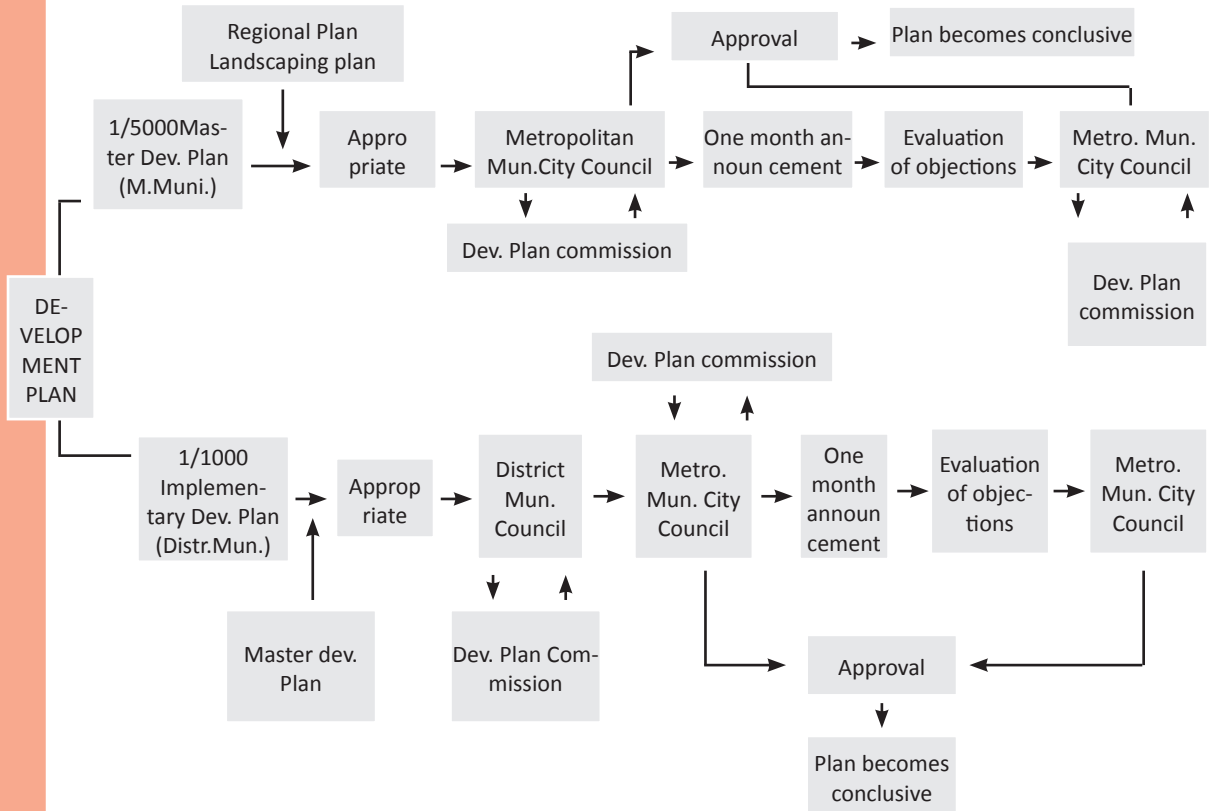 Regional Plan
Landscaping plan
Approval
Plan becomes conclusive
1/5000Mas-
ter Dev. Plan
(M.Muni.)
Appro
priate
Metropolitan
Mun.City Council
One month an-
noun cement
Evaluation
of objections
Metro. Mun.
City Council
Dev. Plan commission
Dev. Plan
commission
DE-
VELOP
MENT
PLAN
Dev. Plan commission
1/1000
Implemen-
tary Dev. Plan
(Distr.Mun.)
Approp
riate
District
Mun.
Council
Metro.
Mun. City
Council
One
month
announ
cement
Evaluation
of objec-
tions
Metro.
Mun. City
Council
Master dev.
Plan
Dev. Plan Com-
mission
Approval
Plan becomes
conclusive